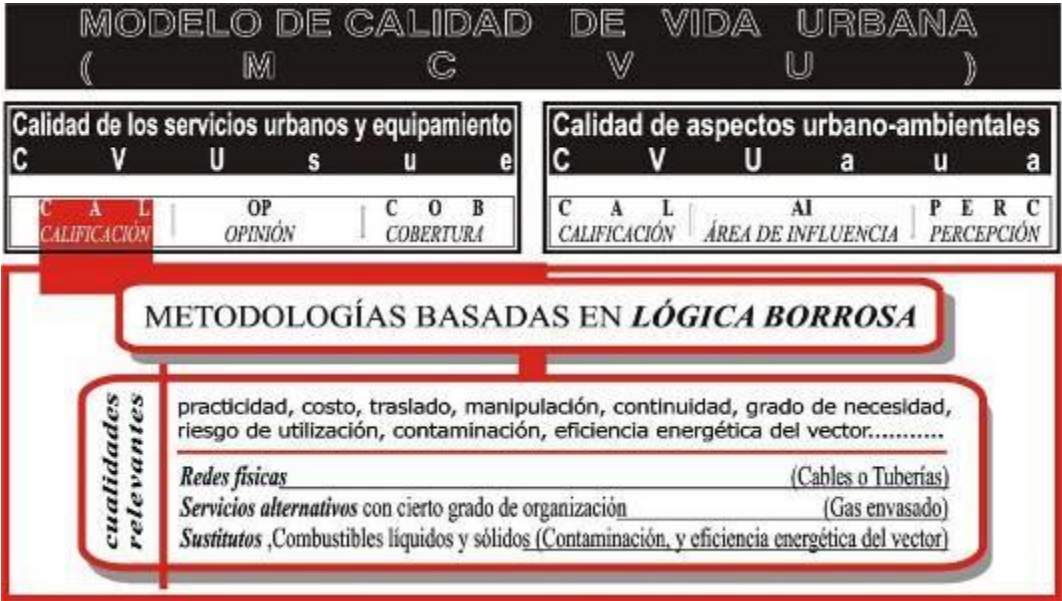 MODELO DE CALIDAD DE VIDA URBANA
( M C V U )
Calidad de los servicios urbanos y equipamiento
C V U s u e
C A L OP C O B
CALIFICACIÓN OPINIÓN COBERTURA
Calidad de aspectos urbano-ambientales
C V U a u a
C A L AI P E R C
CALIFICACIÓN ÁREA DE INFLUENCIA PERCEPCIÓN
METODOLOGÍAS BASADAS EN LÓGICA BORROSA
cualidades
relevantes
practicidad, costo, traslado, manipulación, continuidad, grado de necesidad,
riesgo de utilización, contaminación, eficiencia energética del vector...........
Redes físicas (Cables o Tuberías)
Servicios alternativos con cierto grado de organización (Gas envasado)
Sustitutos ,Combustibles líquidos y sólidos (Contaminación, y eficiencia energética del vector)